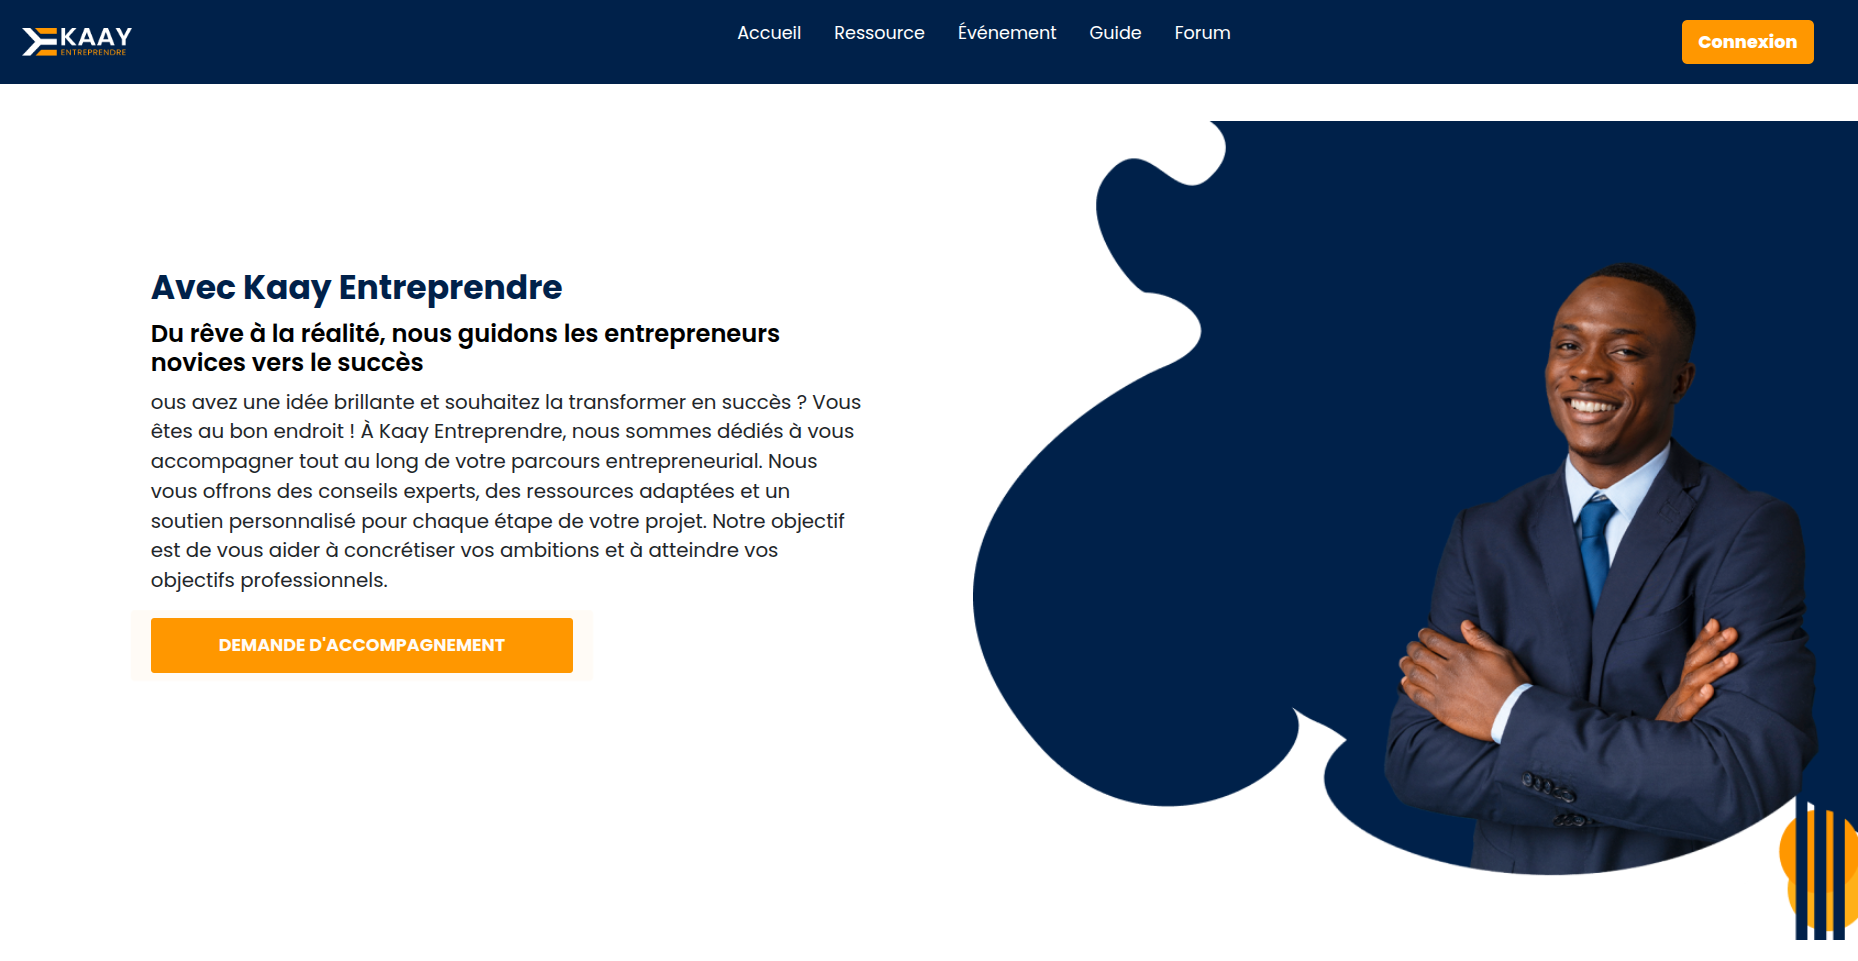 KAAY
ENTREPRENDRE
Accueil Ressource Événement Guide Forum
Connexion
Avec Kaay Entreprendre
Du rêve à la réalité, nous guidons les entrepreneurs
novices vers le succès
ous avez une idée brillante et souhaitez la transformer en succès ? Vous
êtes au bon endroit ! À Kaay Entreprendre, nous sommes dédiés à vous
accompagner tout au long de votre parcours entrepreneurial. Nous
vous offrons des conseils experts, des ressources adaptées et un
soutien personnalisé pour chaque étape de votre projet. Notre objectif
est de vous aider à concrétiser vos ambitions et à atteindre vos
objectifs professionnels.
DEMANDE D'ACCOMPAGNEMENT